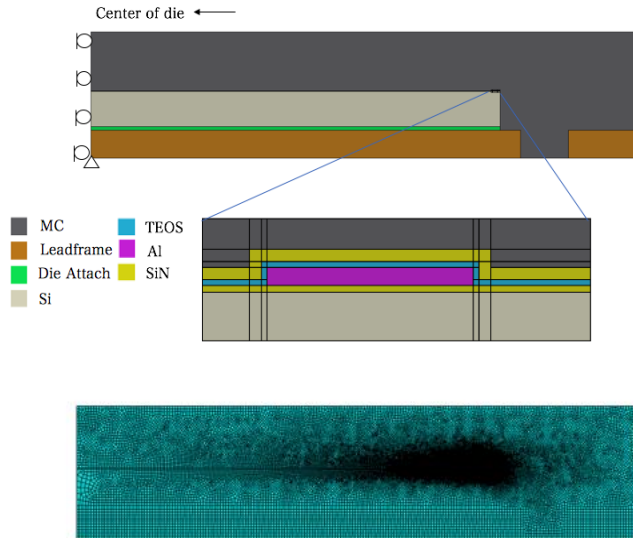 Center of die
MC
TEOS
Leadframe
Al
Die Attach
SiN
Si